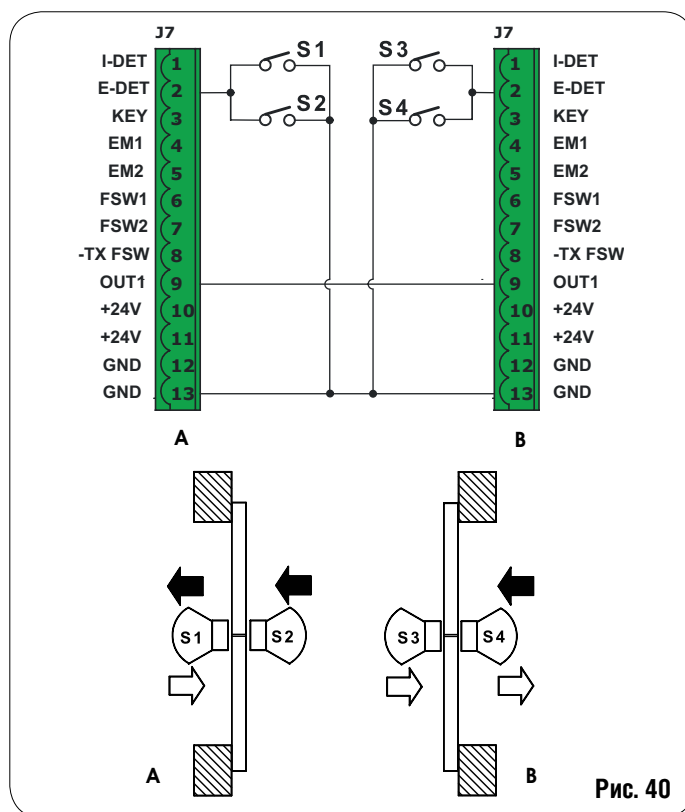 J7 J7
I-DET 1 S1 S3 1 I-DET
E-DET 2 2 E-DET
KEY 3 S2 S4 3 KEY
EM1 4 4 EM1
EM2 5 5 EM2
FSW1 6 6 FSW1
FSW2 7 7 FSW2
-TX FSW 8 8 -TX FSW
OUT1 9 9 OUT1
+24V 10 10 +24V
+24V 11 11 +24V
GND 12 12 GND
GND 13 13 GND
A B
S1 S2 S3 S4
A B
Рис. 40